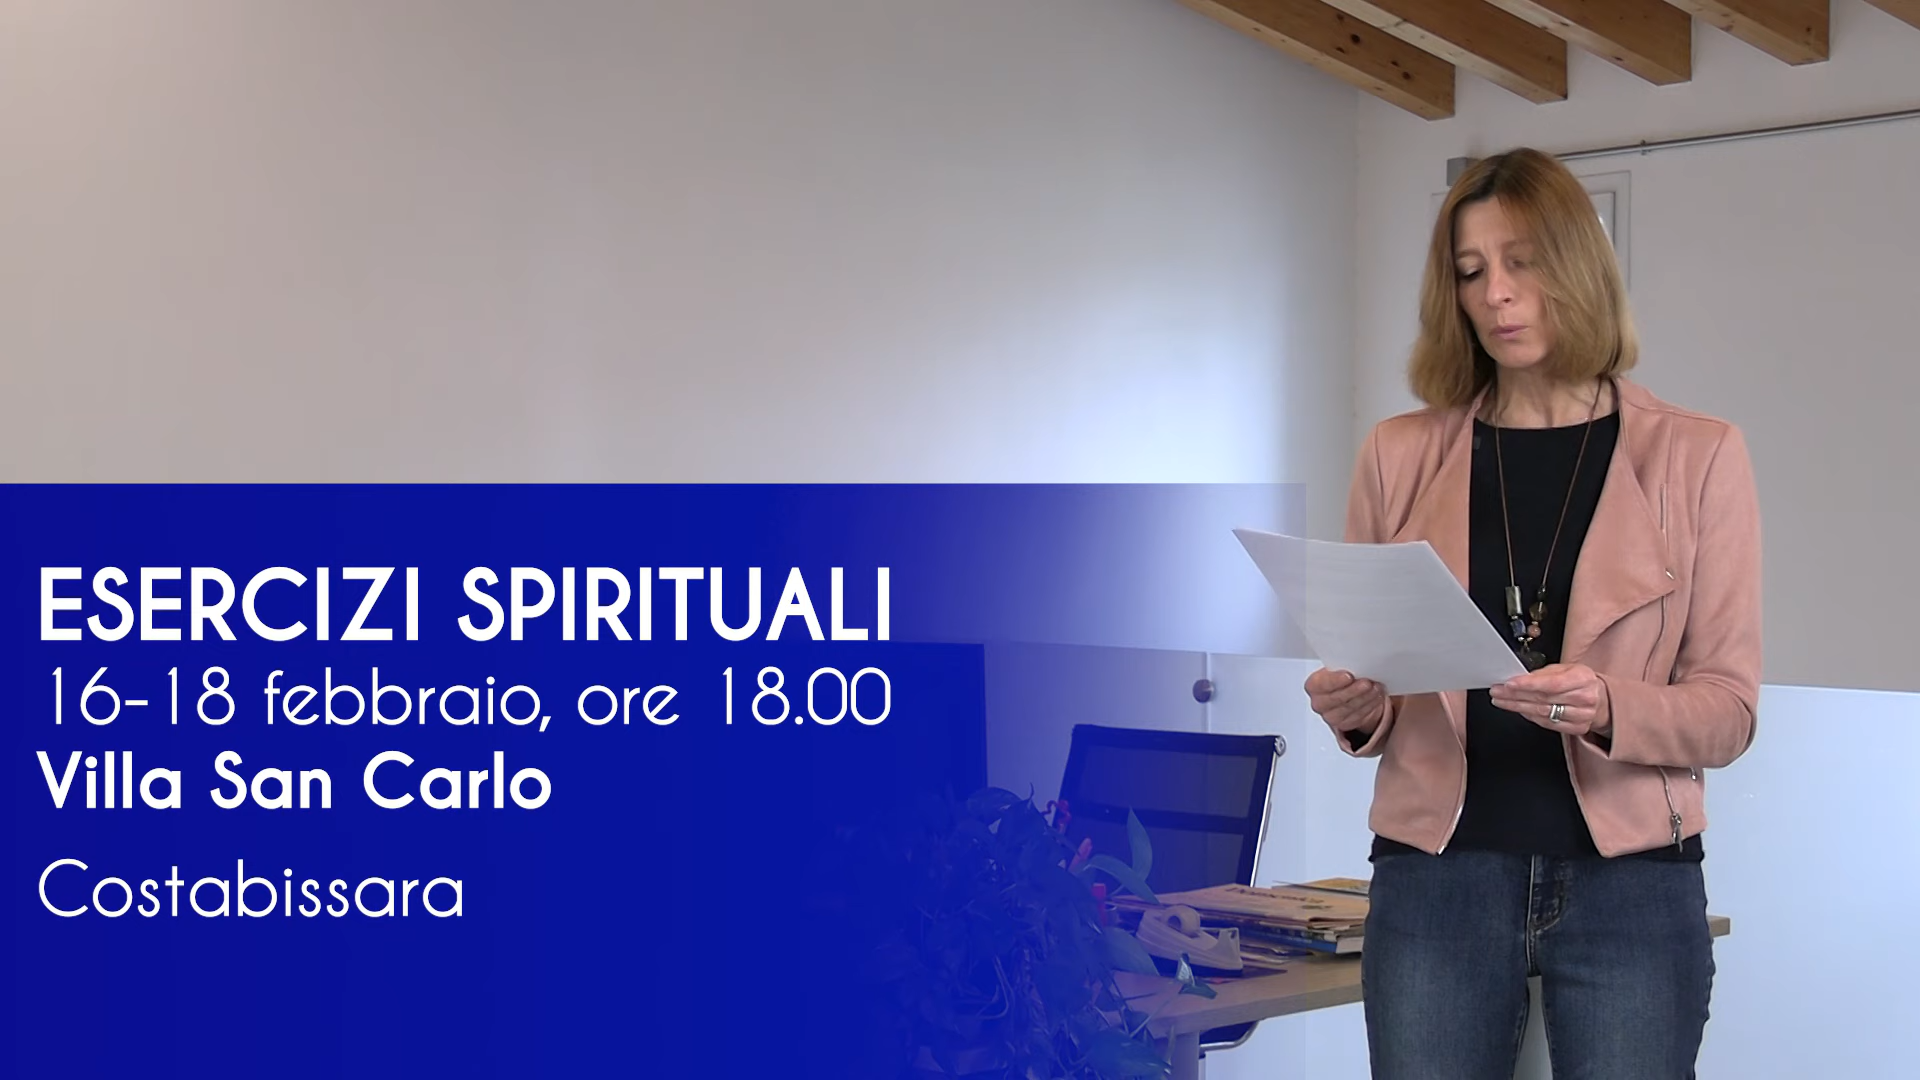 ESERCIZI SPIRITUALI
16-18 febbraio, ore 18.00
Villa San Carlo
Costabissara